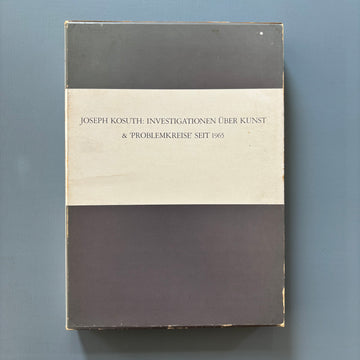 JOSEPH KOSUTH: INVESTIGATIONEN ÜBER KUNST
& 'PROBLEMKREISE' SEIT 1965